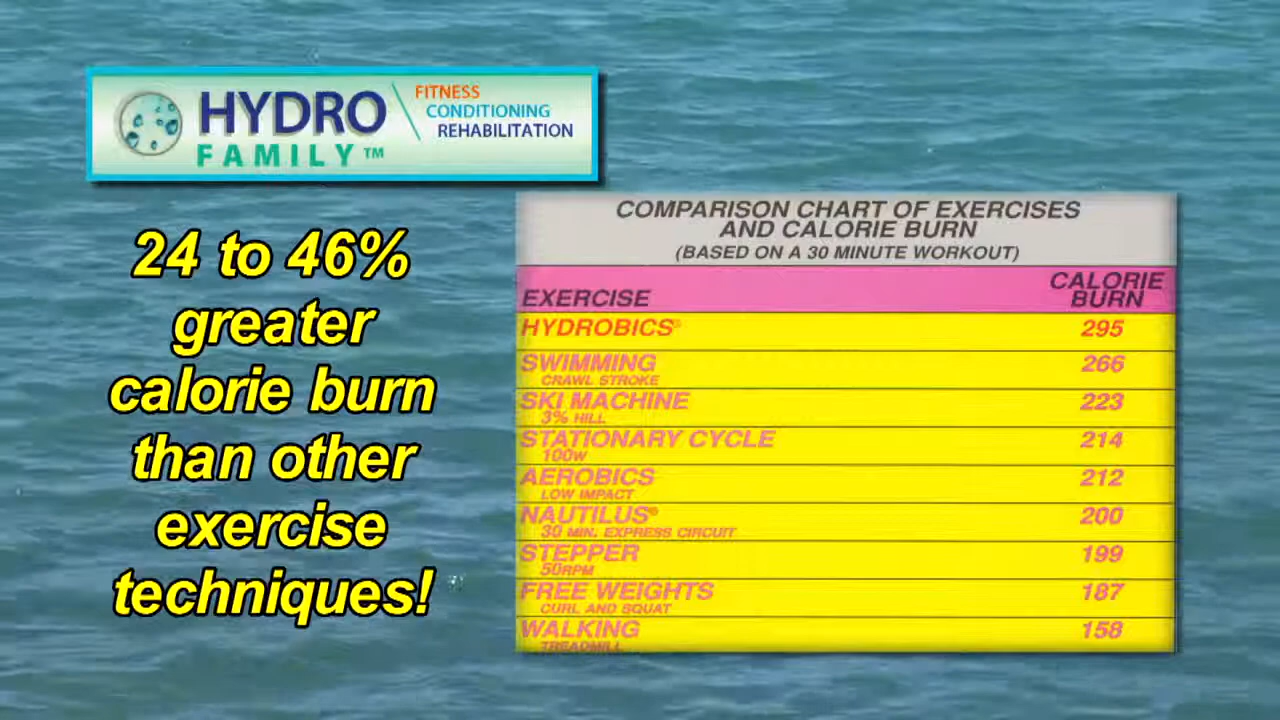 HYDRO
FAMILY™
FITNESS
CONDITIONING
REHABILITATION
24 to 46%
greater
calorie burn
than other
exercise
techniques!
COMPARISON CHART OF EXERCISES
AND CALORIE BURN
(BASED ON A 30 MINUTE WORKOUT)
EXERCISE CALORIE BURN
HYDROBICS® 295
SWIMMING 266
CRAWL STROKE
SKI MACHINE 223
3% HILL
STATIONARY CYCLE 214
100W
AEROBICS 212
LOW IMPACT
NAUTILUS® 200
30 MIN. EXPRESS CIRCUIT
STEPPER 199
50RPM
FREE WEIGHTS 187
CURL AND SQUAT
WALKING 158
TREADMILL